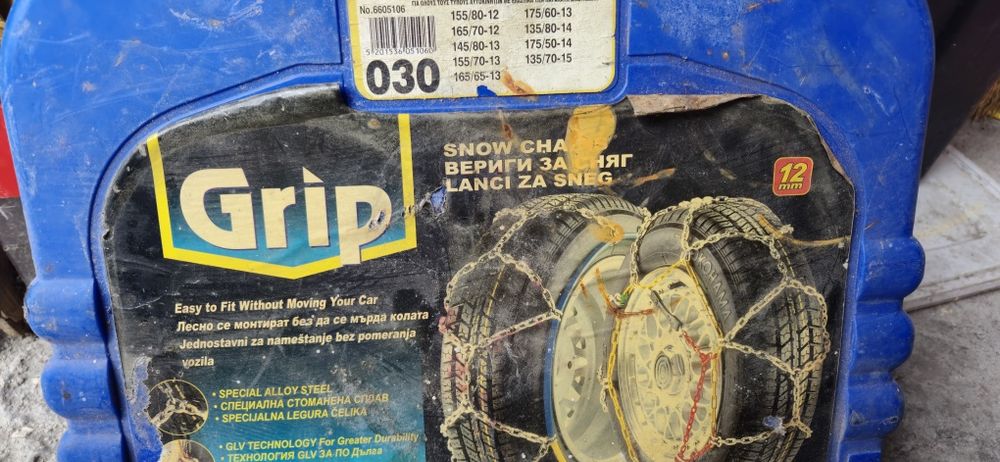 No.6605106
155/80-12 175/60-13
165/70-12 135/80-14
145/80-13 175/50-14
155/70-13 135/70-15
165/65-13
5 201536 051060
030
Grip
SNOW CHA
ВЕРИГИ ЗА СНЯГ
LANCI ZA SNEG
12
mm
Easy to Fit Without Moving Your Car
Лесно се монтират без да се мърда колата
Jednostavni za nameštanje bez pomeranja
vozila
• SPECIAL ALLOY STEEL
• СПЕЦИАЛНА СТОМАНЕНА СПЛАВ
• SPECIJALNA LEGURA ČELIKA
• GLV TECHNOLOGY For Greater Durability
• ТЕХНОЛОГИЯ GLV ЗА ПО Дълга